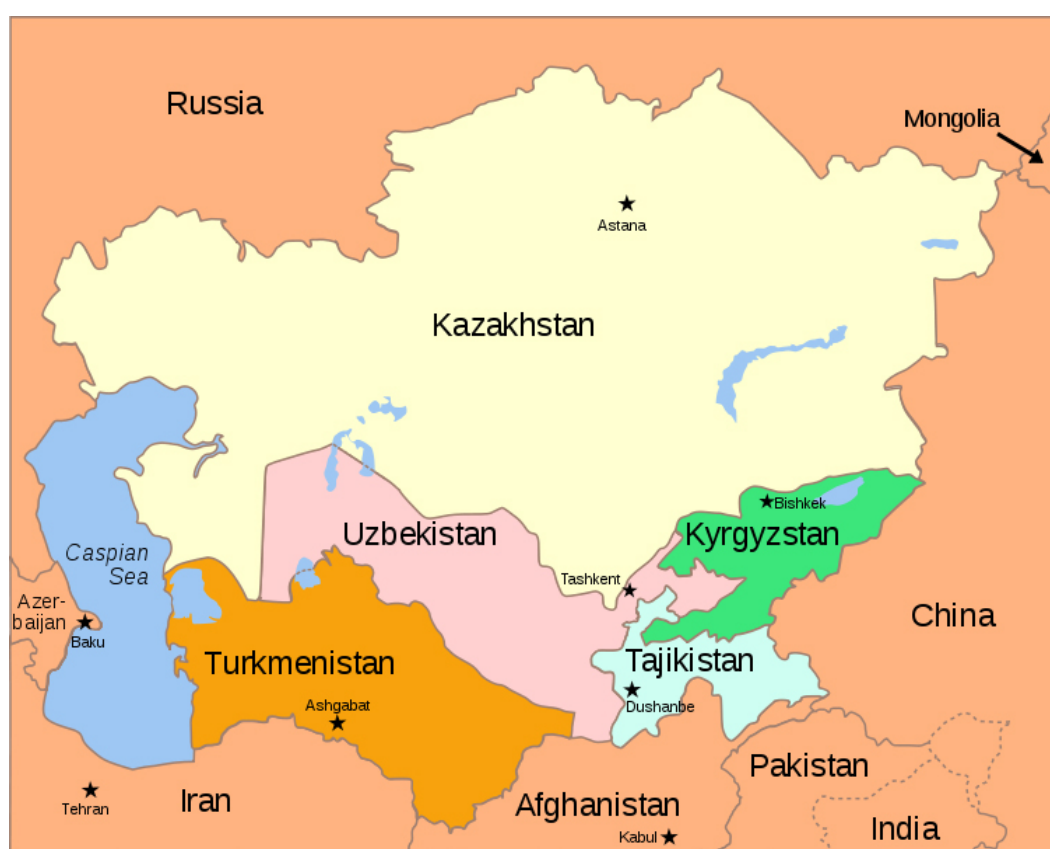 Russia
Mongolia
Astana
Kazakhstan
Bishkek
Uzbekistan
Kyrgyzstan
Caspian
Sea
Tashkent
Azer-
baijan
Baku
China
Turkmenistan
Tajikistan
Ashgabat
Dushanbe
Pakistan
Tehran
Iran
Afghanistan
Kabul
India